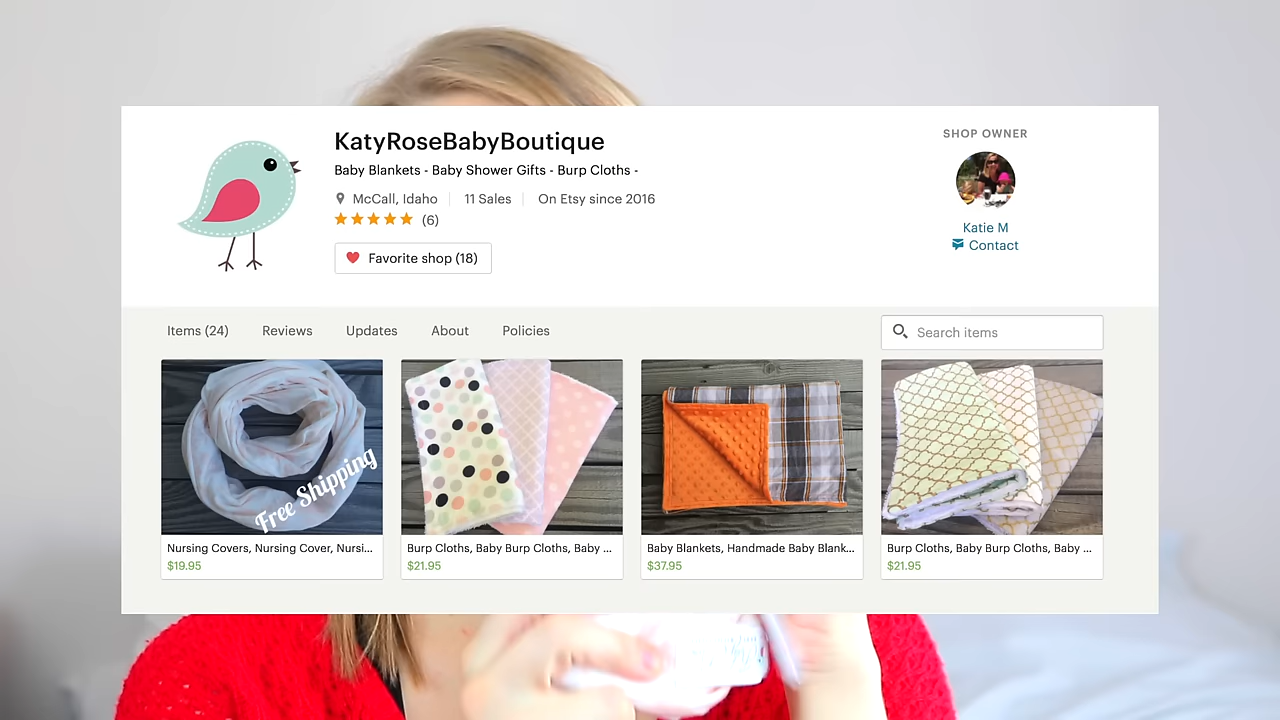 KatyRoseBabyBoutique
Baby Blankets - Baby Shower Gifts - Burp Cloths -
McCall, Idaho
11 Sales
On Etsy since 2016
(6)
Favorite shop (18)
SHOP OWNER
Katie M
Contact
Items (24)
Reviews
Updates
About
Policies
Search items
Free Shipping
Nursing Covers, Nursing Cover, Nursi...
$19.95
Burp Cloths, Baby Burp Cloths, Baby ...
$21.95
Baby Blankets, Handmade Baby Blank...
$37.95
Burp Cloths, Baby Burp Cloths, Baby ...
$21.95